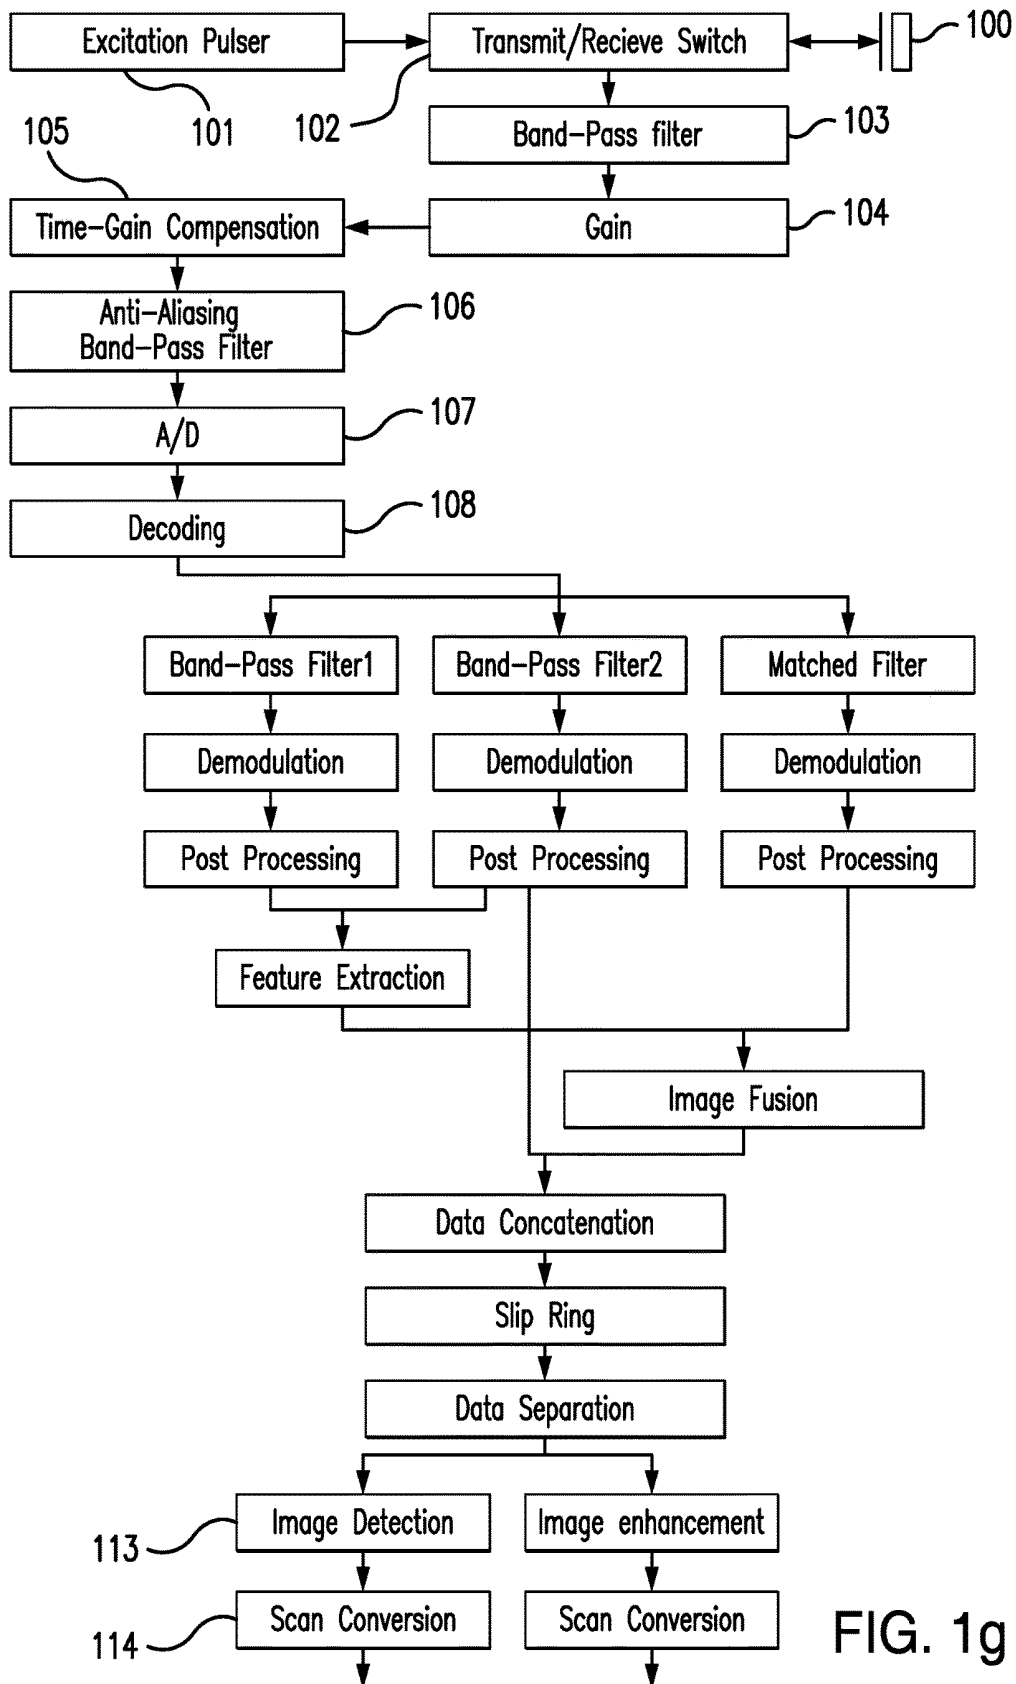 Excitation Pulser
Transmit/Recieve Switch
100
101
102
Band-Pass filter
103
105
Time-Gain Compensation
Gain
104
Anti-Aliasing
Band-Pass Filter
106
A/D
107
Decoding
108
Band-Pass Filter1
Band-Pass Filter2
Matched Filter
Demodulation
Demodulation
Demodulation
Post Processing
Post Processing
Post Processing
Feature Extraction
Image Fusion
Data Concatenation
Slip Ring
Data Separation
Image Detection
Image enhancement
113
Scan Conversion
Scan Conversion
114
FIG. 1g